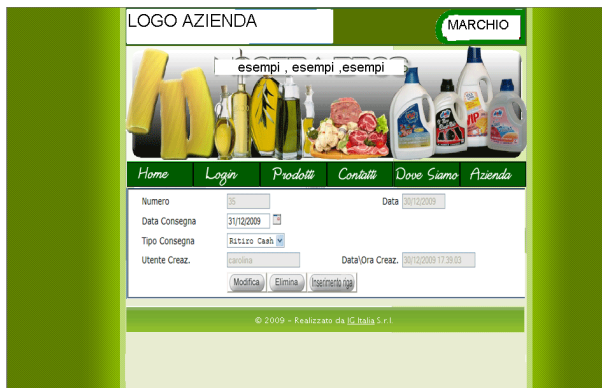 LOGO AZIENDA
MARCHIO
esempi , esempi ,esempi
VIP
Home Login Prodotti Contatti Dove Siamo Azienda
Numero 35 Data 30/12/2009
Data Consegna 31/12/2009
Tipo Consegna Ritiro Cash
Utente Creaz. carolina Data\Ora Creaz. 30/12/2009 17.39.03
Modifica Elimina Inserimento riga
© 2009 - Realizzato da IG Italia S.r.l.